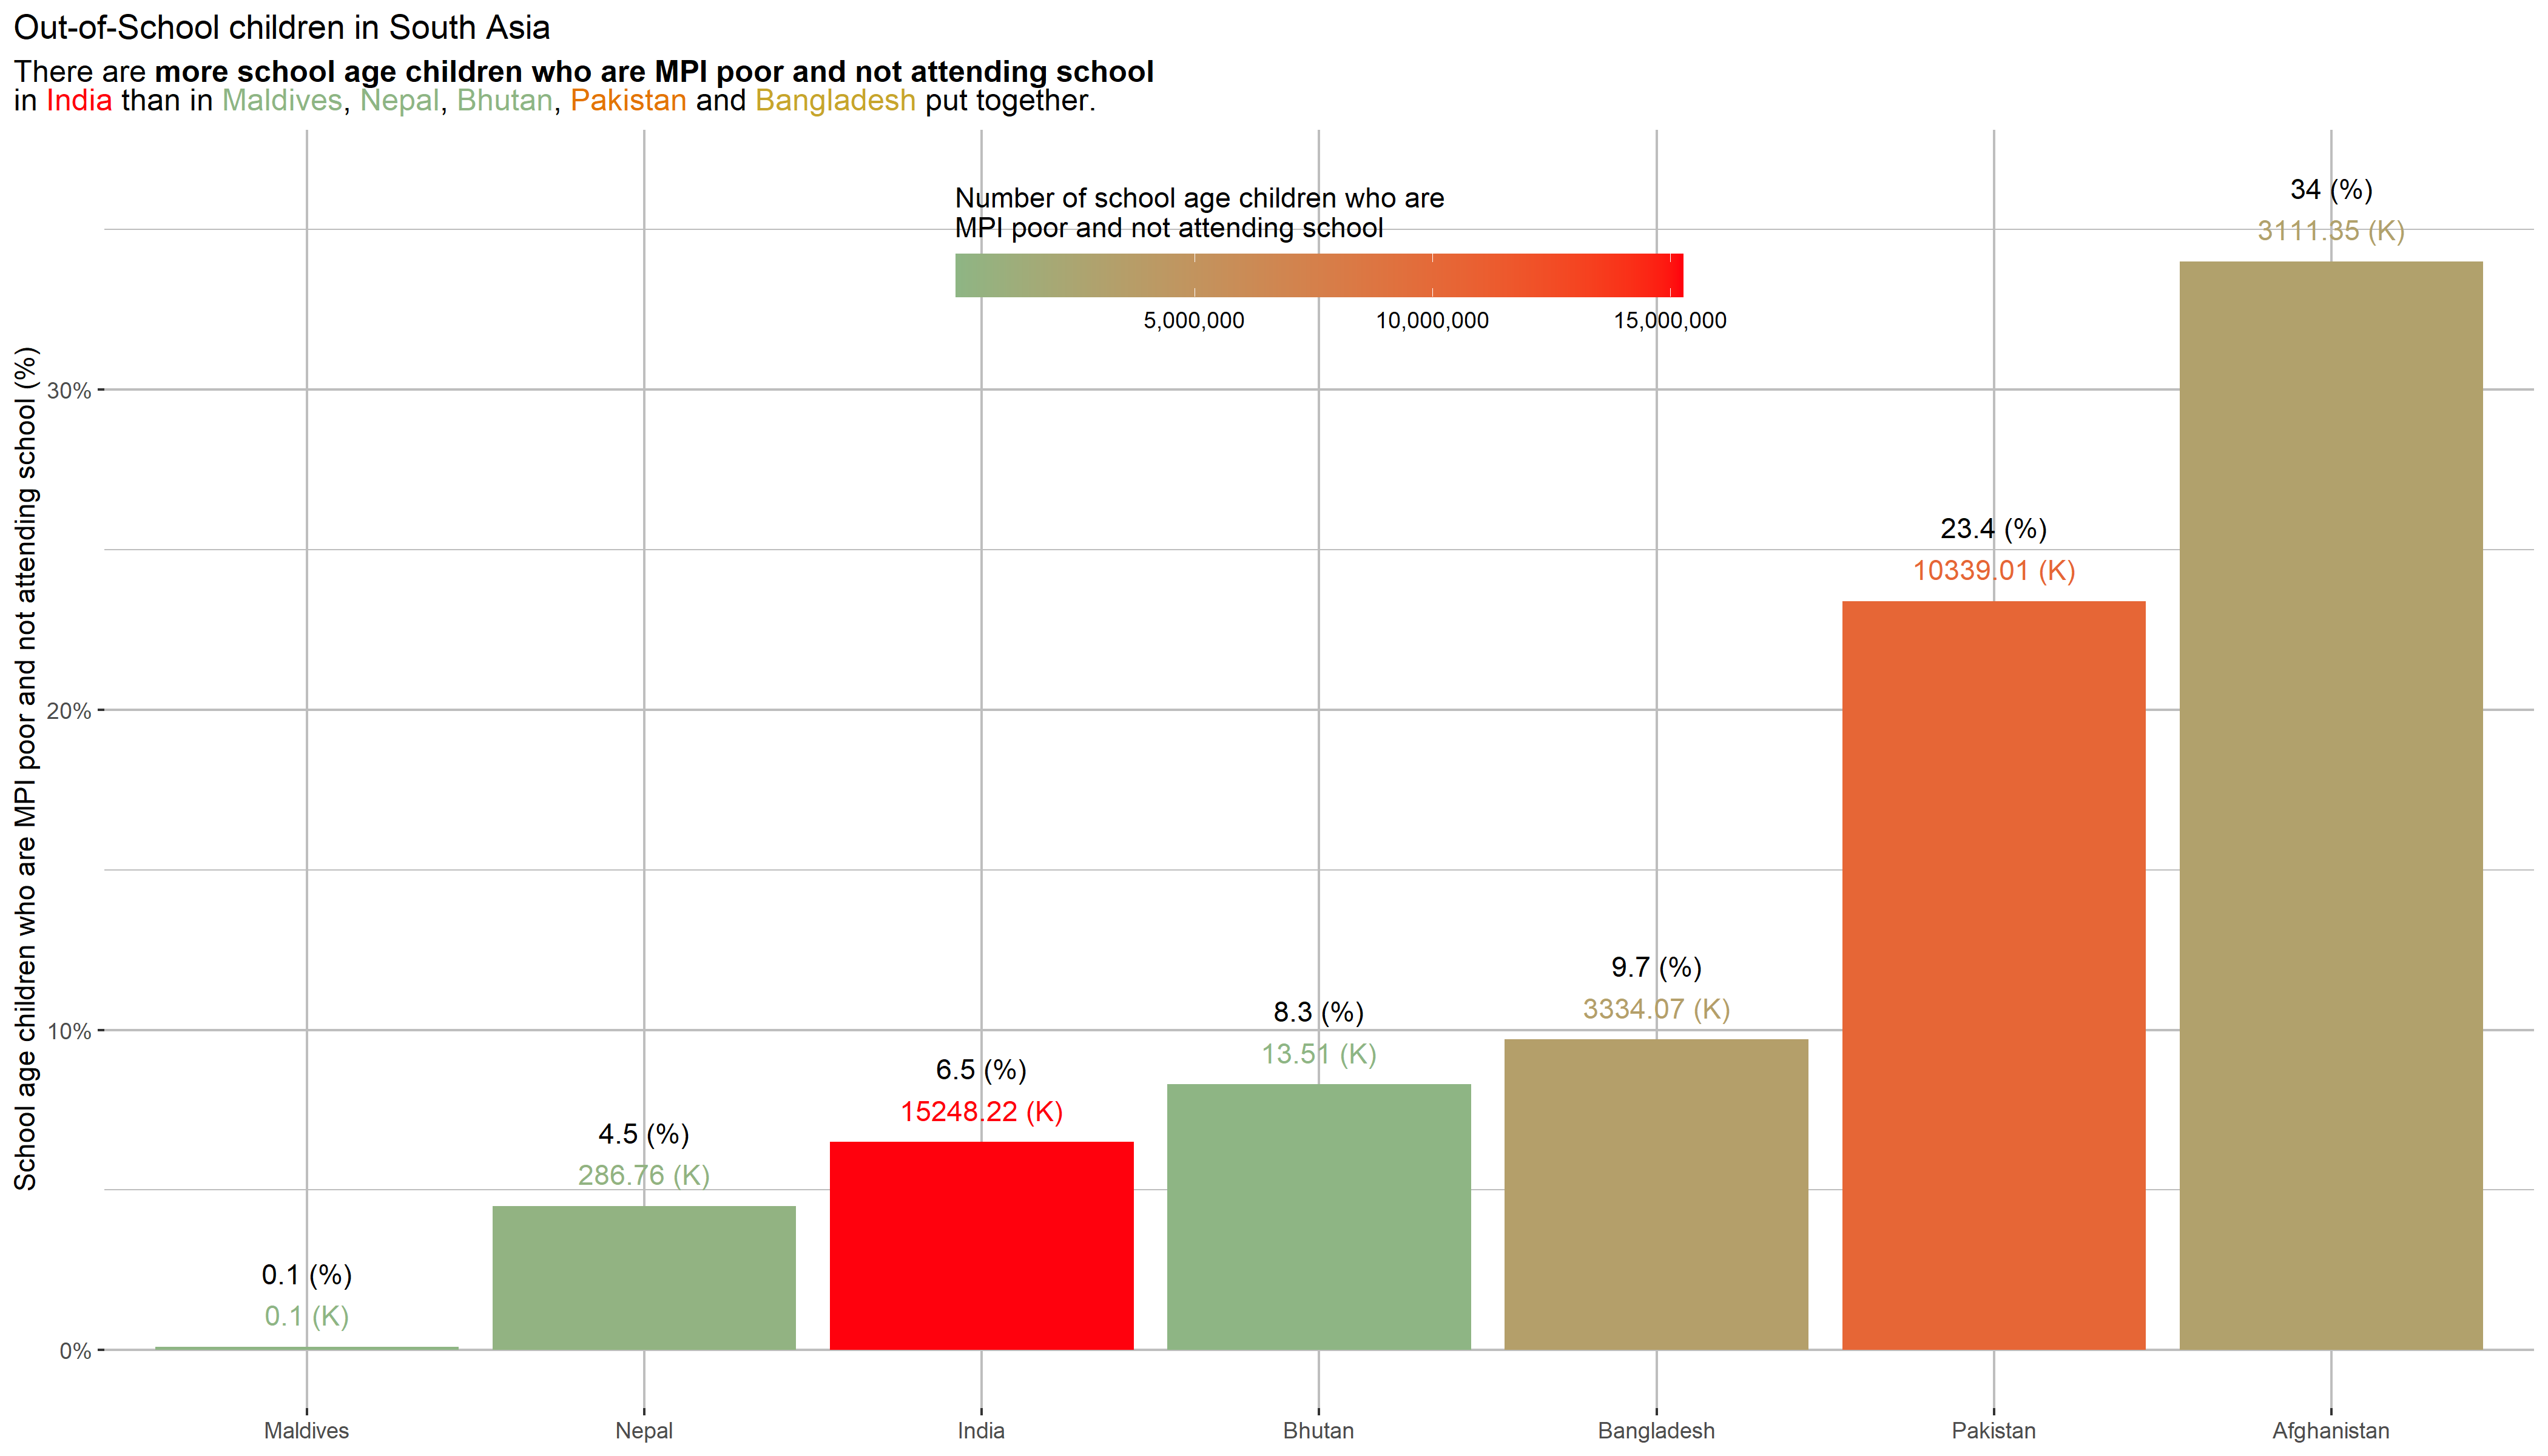 Out-of-School children in South Asia
There are more school age children who are MPI poor and not attending school
in India than in Maldives, Nepal, Bhutan, Pakistan and Bangladesh put together.
Number of school age children who are
MPI poor and not attending school
5,000,000
10,000,000
15,000,000
School age children who are MPI poor and not attending school (%)
30%
20%
10%
0%
0.1 (%)
0.1 (K)
4.5 (%)
286.76 (K)
6.5 (%)
15248.22 (K)
8.3 (%)
13.51 (K)
9.7 (%)
3334.07 (K)
23.4 (%)
10339.01 (K)
34 (%)
3111.35 (K)
Maldives
Nepal
India
Bhutan
Bangladesh
Pakistan
Afghanistan